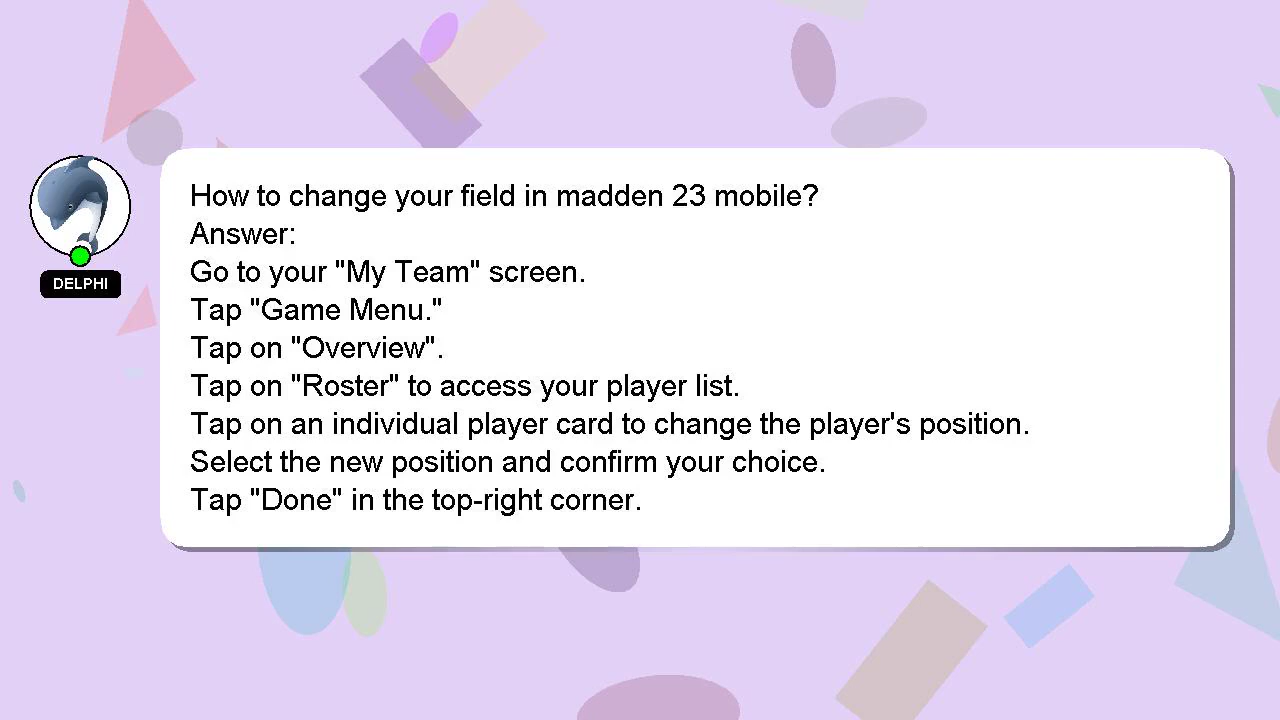 DELPHI
How to change your field in madden 23 mobile?
Answer:
Go to your "My Team" screen.
Tap "Game Menu."
Tap on "Overview".
Tap on "Roster" to access your player list.
Tap on an individual player card to change the player's position.
Select the new position and confirm your choice.
Tap "Done" in the top-right corner.